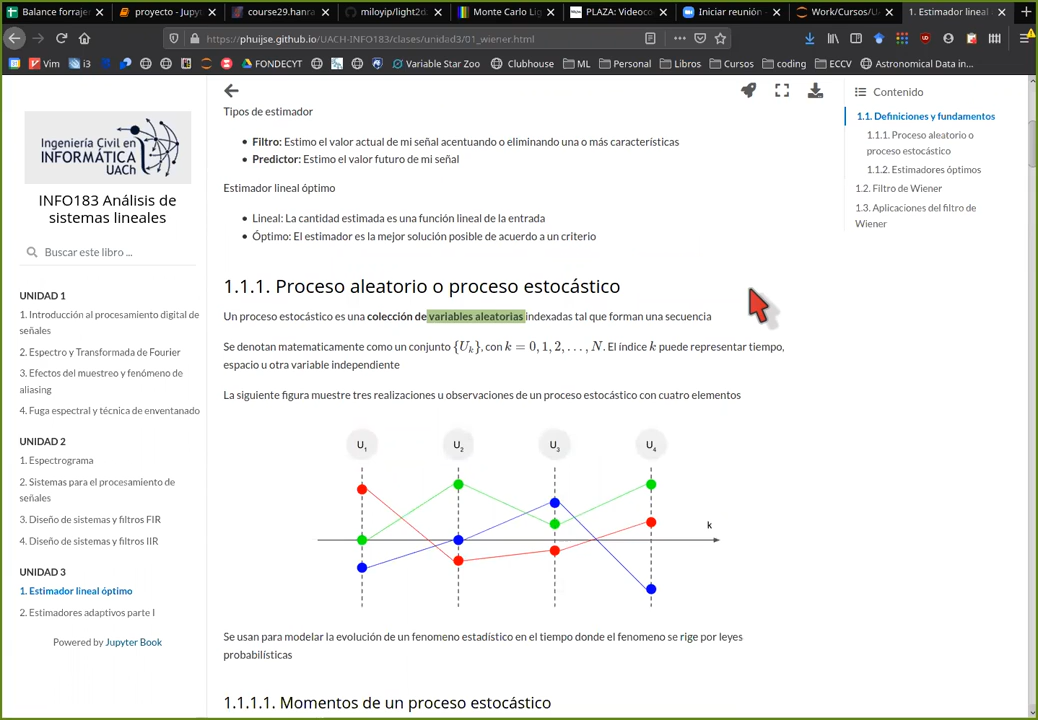 Balance forrajer
proyecto - Jupyt
course29.hanra
miloyip/light2d
Monte Carlo Lig
PLAZA: Videoco
Iniciar reunión -
Work/Cursos/UA
1. Estimador lineal
https://phuijse.github.io/UACH-INFO183/clases/unidad3/01_wiener.html
Vim
i3
FONDECYT
Variable Star Zoo
Clubhouse
ML
Personal
Libros
Cursos
coding
ECCV
Astronomical Data in...
Ingeniería Civil en
INFORMÁTICA
UACh
INFO183 Análisis de
sistemas lineales
Buscar este libro ...
UNIDAD 1
1. Introducción al procesamiento digital de
señales
2. Espectro y Transformada de Fourier
3. Efectos del muestreo y fenómeno de
aliasing
4. Fuga espectral y técnica de enventanado
UNIDAD 2
1. Espectrograma
2. Sistemas para el procesamiento de
señales
3. Diseño de sistemas y filtros FIR
4. Diseño de sistemas y filtros IIR
UNIDAD 3
1. Estimador lineal óptimo
2. Estimadores adaptivos parte I
Powered by Jupyter Book
Tipos de estimador
• Filtro: Estimo el valor actual de mi señal acentuando o eliminando una o más características
• Predictor: Estimo el valor futuro de mi señal
Estimador lineal óptimo
• Lineal: La cantidad estimada es una función lineal de la entrada
• Óptimo: El estimador es la mejor solución posible de acuerdo a un criterio
1.1.1. Proceso aleatorio o proceso estocástico
Un proceso estocástico es una colección de variables aleatorias indexadas tal que forman una secuencia
Se denotan matematicamente como un conjunto {U_k}, con k = 0, 1, 2, . . . , N. El índice k puede representar tiempo,
espacio u otra variable independiente
La siguiente figura muestre tres realizaciones u observaciones de un proceso estocástico con cuatro elementos
U₁ U₂ U₃ U₄
k
Se usan para modelar la evolución de un fenomeno estadístico en el tiempo donde el fenomeno se rige por leyes
probabilísticas
1.1.1.1. Momentos de un proceso estocástico
Contenido
1.1. Definiciones y fundamentos
1.1.1. Proceso aleatorio o
proceso estocástico
1.1.2. Estimadores óptimos
1.2. Filtro de Wiener
1.3. Aplicaciones del filtro de
Wiener